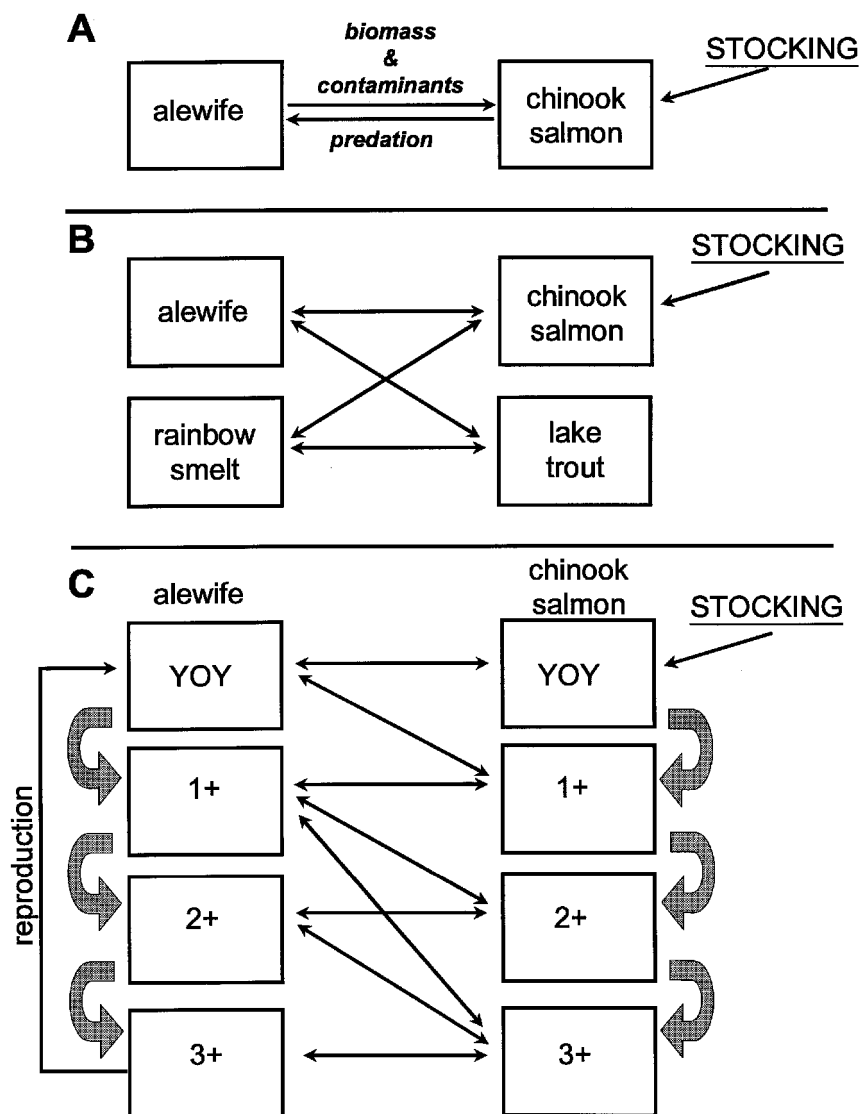 A
biomass
&
contaminants
STOCKING
alewife
chinook
salmon
predation
B
STOCKING
alewife
chinook
salmon
rainbow
smelt
lake
trout
C
alewife
chinook
salmon
STOCKING
YOY
YOY
1+
1+
reproduction
2+
2+
3+
3+